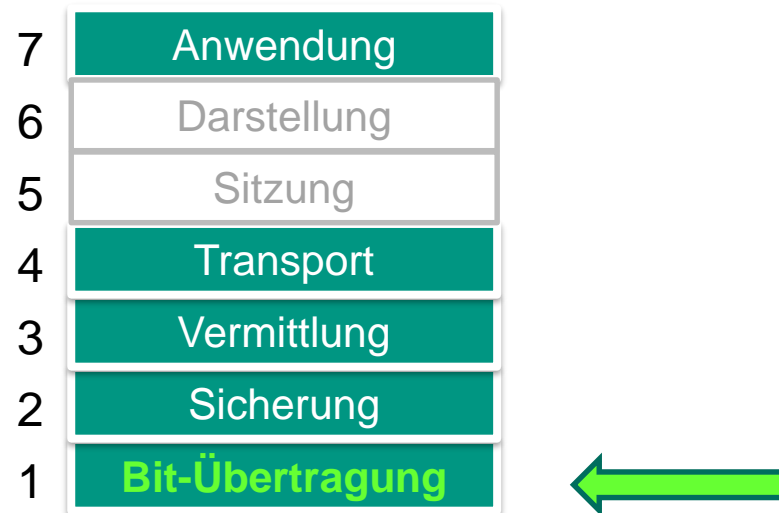 7 Anwendung
6 Darstellung
5 Sitzung
4 Transport
3 Vermittlung
2 Sicherung
1 Bit-Übertragung